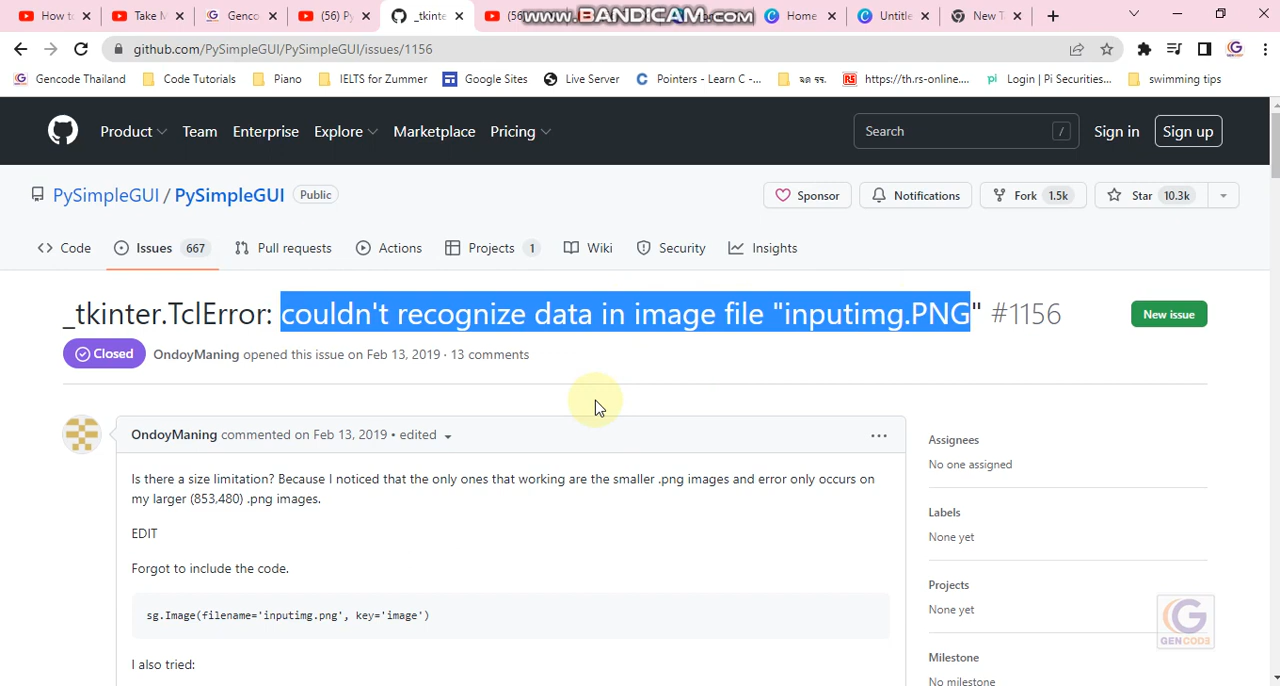 How to
Take M
Genco
(56) Py
_tkinte
(56
www.BANDICAM.com
Home
Untitle
New T
github.com/PySimpleGUI/PySimpleGUI/issues/1156
Gencode Thailand
Code Tutorials
Piano
IELTS for Zummer
Google Sites
Live Server
Pointers - Learn C -...
https://th.rs-online....
Login | Pi Securities...
swimming tips
Product
Team
Enterprise
Explore
Marketplace
Pricing
Search
/
Sign in
Sign up
PySimpleGUI / PySimpleGUI
Public
Sponsor
Notifications
Fork 1.5k
Star 10.3k
Code
Issues 667
Pull requests
Actions
Projects 1
Wiki
Security
Insights
_tkinter.TclError: couldn't recognize data in image file "inputimg.PNG" #1156
New issue
Closed
OndoyManing opened this issue on Feb 13, 2019 · 13 comments
OndoyManing commented on Feb 13, 2019 • edited
Is there a size limitation? Because I noticed that the only ones that working are the smaller .png images and error only occurs on
my larger (853,480) .png images.
EDIT
Forgot to include the code.
sg.Image(filename='inputimg.png', key='image')
I also tried:
Assignees
No one assigned
Labels
None yet
Projects
None yet
Milestone
No milestone
GENCODE